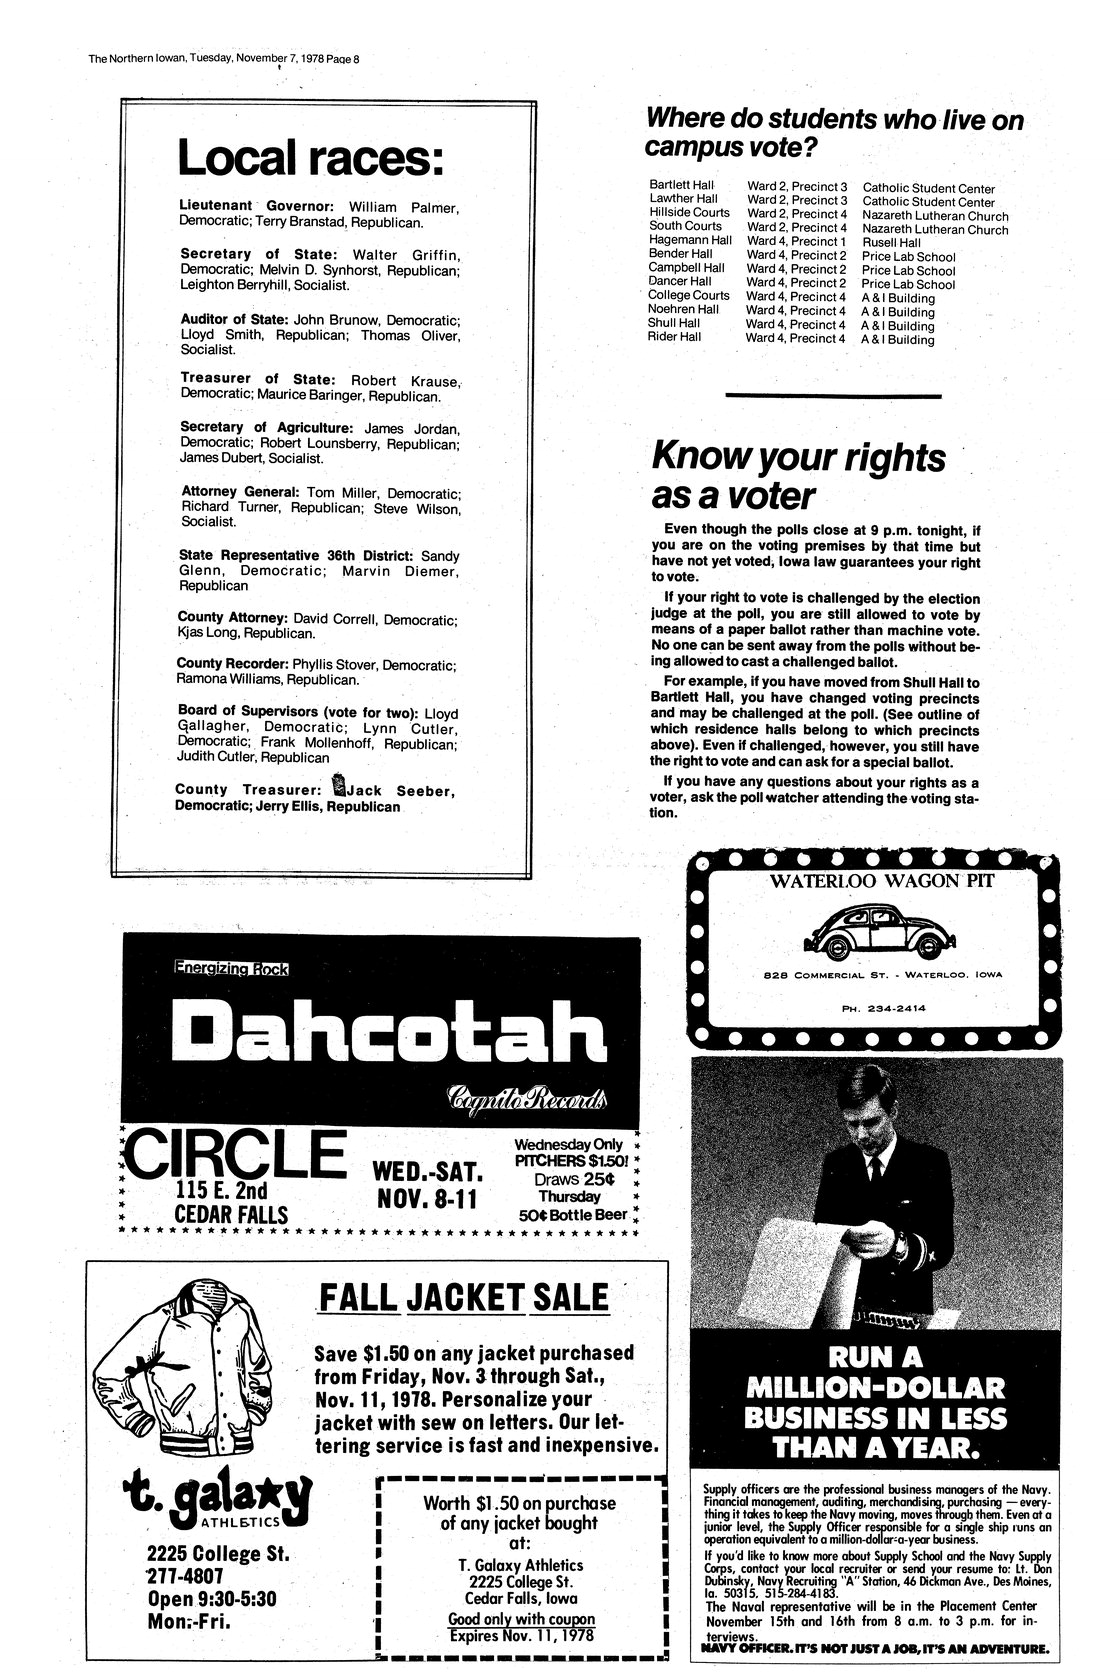 The Northern Iowan, Tuesday, November 7, 1978 Page 8
Local races:
Lieutenant Governor: William Palmer,
Democratic; Terry Branstad, Republican.
Secretary of State: Walter Griffin,
Democratic; Melvin D. Synhorst, Republican;
Leighton Berryhill, Socialist.
Auditor of State: John Brunow, Democratic;
Lloyd Smith, Republican; Thomas Oliver,
Socialist.
Treasurer of State: Robert Krause,
Democratic; Maurice Baringer, Republican.
Secretary of Agriculture: James Jordan,
Democratic; Robert Lounsberry, Republican;
James Dubert, Socialist.
Attorney General: Tom Miller, Democratic;
Richard Turner, Republican; Steve Wilson,
Socialist.
State Representative 36th District: Sandy
Glenn, Democratic; Marvin Diemer,
Republican
County Attorney: David Correll, Democratic;
Kjas Long, Republican.
County Recorder: Phyllis Stover, Democratic;
Ramona Williams, Republican.
Board of Supervisors (vote for two): Lloyd
Gallagher, Democratic; Lynn Cutler,
Democratic; Frank Mollenhoff, Republican;
Judith Cutler, Republican
County Treasurer: Jack Seeber,
Democratic; Jerry Ellis, Republican
Where do students who live on
campus vote?
Bartlett Hall Ward 2, Precinct 3 Catholic Student Center
Lawther Hall Ward 2, Precinct 3 Catholic Student Center
Hillside Courts Ward 2, Precinct 4 Nazareth Lutheran Church
South Courts Ward 2, Precinct 4 Nazareth Lutheran Church
Hagemann Hall Ward 4, Precinct 1 Rusell Hall
Bender Hall Ward 4, Precinct 2 Price Lab School
Campbell Hall Ward 4, Precinct 2 Price Lab School
Dancer Hall Ward 4, Precinct 2 Price Lab School
College Courts Ward 4, Precinct 4 A & I Building
Noehren Hall Ward 4, Precinct 4 A & I Building
Shull Hall Ward 4, Precinct 4 A & I Building
Rider Hall Ward 4, Precinct 4 A & I Building
Know your rights
as a voter
Even though the polls close at 9 p.m. tonight, if
you are on the voting premises by that time but
have not yet voted, Iowa law guarantees your right
to vote.
If your right to vote is challenged by the election
judge at the poll, you are still allowed to vote by
means of a paper ballot rather than machine vote.
No one can be sent away from the polls without be-
ing allowed to cast a challenged ballot.
For example, if you have moved from Shull Hall to
Bartlett Hall, you have changed voting precincts
and may be challenged at the poll. (See outline of
which residence halls belong to which precincts
above). Even if challenged, however, you still have
the right to vote and can ask for a special ballot.
If you have any questions about your rights as a
voter, ask the poll watcher attending the voting sta-
tion.
WATERLOO WAGON PIT
828 COMMERCIAL ST. - WATERLOO, IOWA
PH. 234-2414
Energizing Rock
Dahcotah
Cognito Records
CIRCLE
115 E. 2nd
CEDAR FALLS
WED.-SAT.
NOV. 8-11
Wednesday Only
PITCHERS $1.50!
Draws 25¢
Thursday
50¢ Bottle Beer
FALL JACKET SALE
Save $1.50 on any jacket purchased
from Friday, Nov. 3 through Sat.,
Nov. 11, 1978. Personalize your
jacket with sew on letters. Our let-
tering service is fast and inexpensive.
t. galaxy
ATHLETICS
2225 College St.
277-4807
Open 9:30-5:30
Mon.-Fri.
Worth $1.50 on purchase
of any jacket bought
at:
T. Galaxy Athletics
2225 College St.
Cedar Falls, Iowa
Good only with coupon
Expires Nov. 11, 1978
RUN A
MILLION-DOLLAR
BUSINESS IN LESS
THAN A YEAR.
Supply officers are the professional business managers of the Navy.
Financial management, auditing, merchandising, purchasing — every-
thing it takes to keep the Navy moving, moves through them. Even at a
junior level, the Supply Officer responsible for a single ship runs an
operation equivalent to a million-dollar-a-year business.
If you'd like to know more about Supply School and the Navy Supply
Corps, contact your local recruiter or send your resume to: Lt. Don
Dubinsky, Navy Recruiting "A" Station, 46 Dickman Ave., Des Moines,
Ia. 50315. 515-284-4183.
The Naval representative will be in the Placement Center
November 15th and 16th from 8 a.m. to 3 p.m. for in-
terviews.
NAVY OFFICER. IT'S NOT JUST A JOB, IT'S AN ADVENTURE.